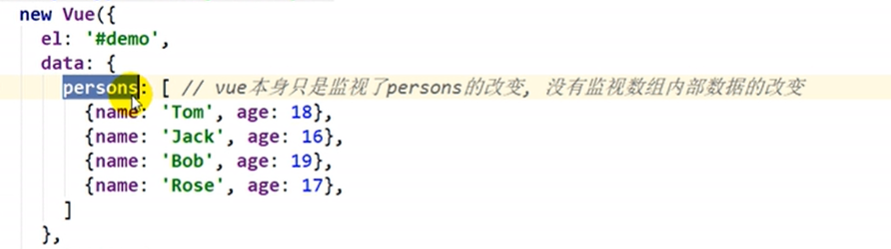 new Vue({
  el: '#demo',
  data: {
    persons: [ // vue本身只是监视了persons的改变, 没有监视数组内部数据的改变
      {name: 'Tom', age: 18},
      {name: 'Jack', age: 16},
      {name: 'Bob', age: 19},
      {name: 'Rose', age: 17},
    ]
  },